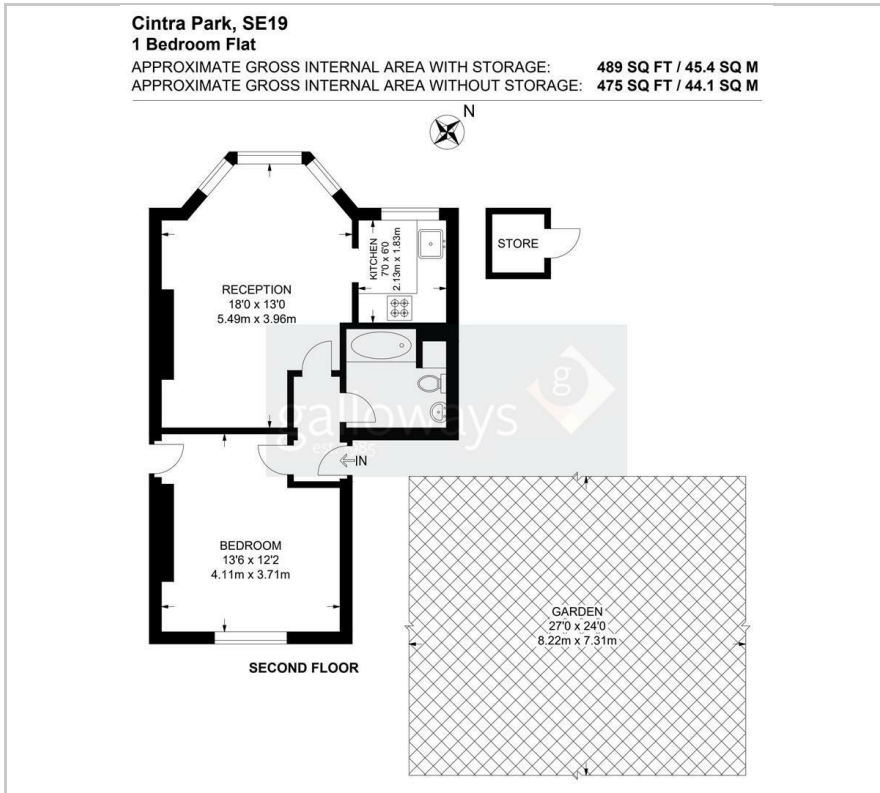 Cintra Park, SE19
1 Bedroom Flat
APPROXIMATE GROSS INTERNAL AREA WITH STORAGE: 489 SQ FT / 45.4 SQ M
APPROXIMATE GROSS INTERNAL AREA WITHOUT STORAGE: 475 SQ FT / 44.1 SQ M
N
KITCHEN
7'0 x 6'0
2.13m x 1.83m
STORE
RECEPTION
18'0 x 13'0
5.49m x 3.96m
g
galloways
IN
BEDROOM
13'6 x 12'2
4.11m x 3.71m
GARDEN
27'0 x 24'0
8.22m x 7.31m
SECOND FLOOR